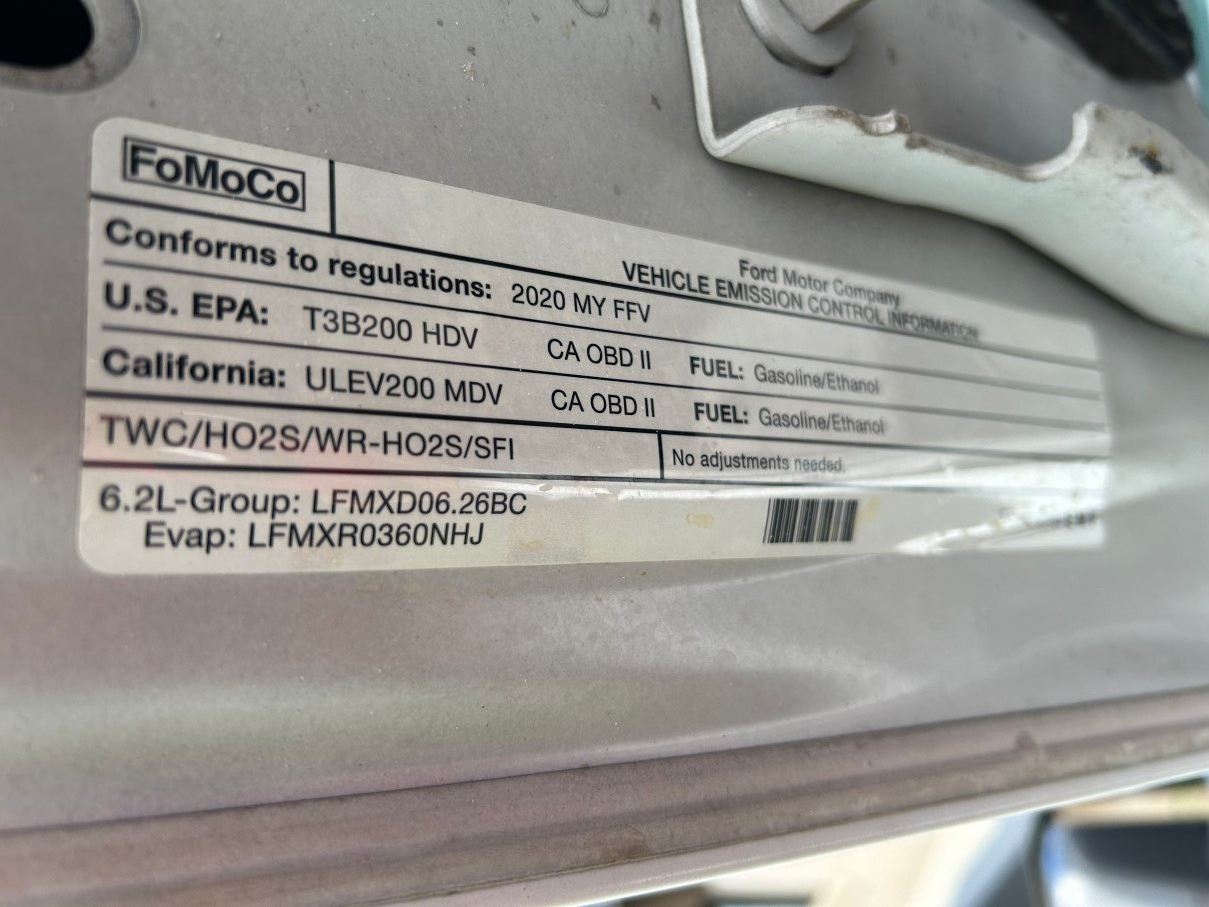 FoMoCo
Ford Motor Company
VEHICLE EMISSION CONTROL INFORMATION
Conforms to regulations: 2020 MY FFV
U.S. EPA: T3B200 HDV CA OBD II FUEL: Gasoline/Ethanol
California: ULEV200 MDV CA OBD II FUEL: Gasoline/Ethanol
TWC/HO2S/WR-HO2S/SFI No adjustments needed.
6.2L-Group: LFMXD06.26BC
Evap: LFMXR0360NHJ